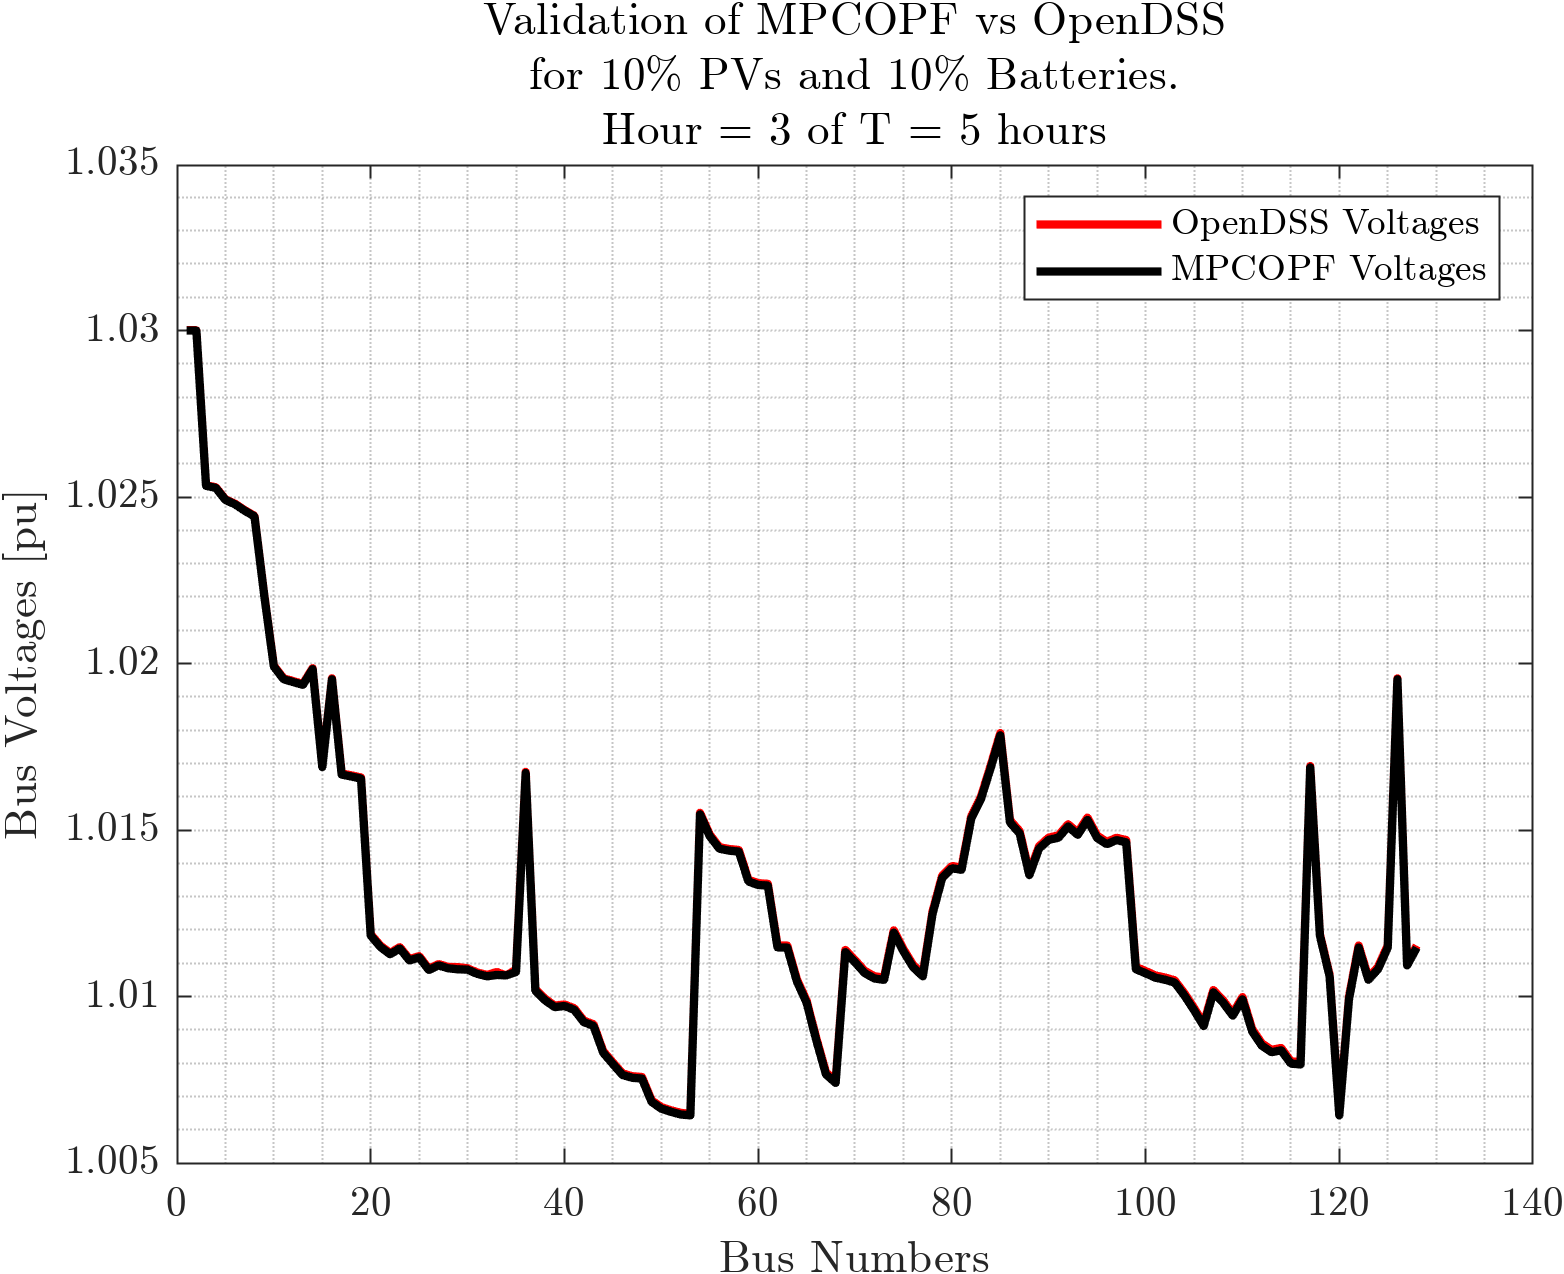 Validation of MPCOPF vs OpenDSS
for 10% PVs and 10% Batteries.
Hour = 3 of T = 5 hours
OpenDSS Voltages
MPCOPF Voltages
Bus Voltages [pu]
1.035
1.03
1.025
1.02
1.015
1.01
1.005
0 20 40 60 80 100 120 140
Bus Numbers